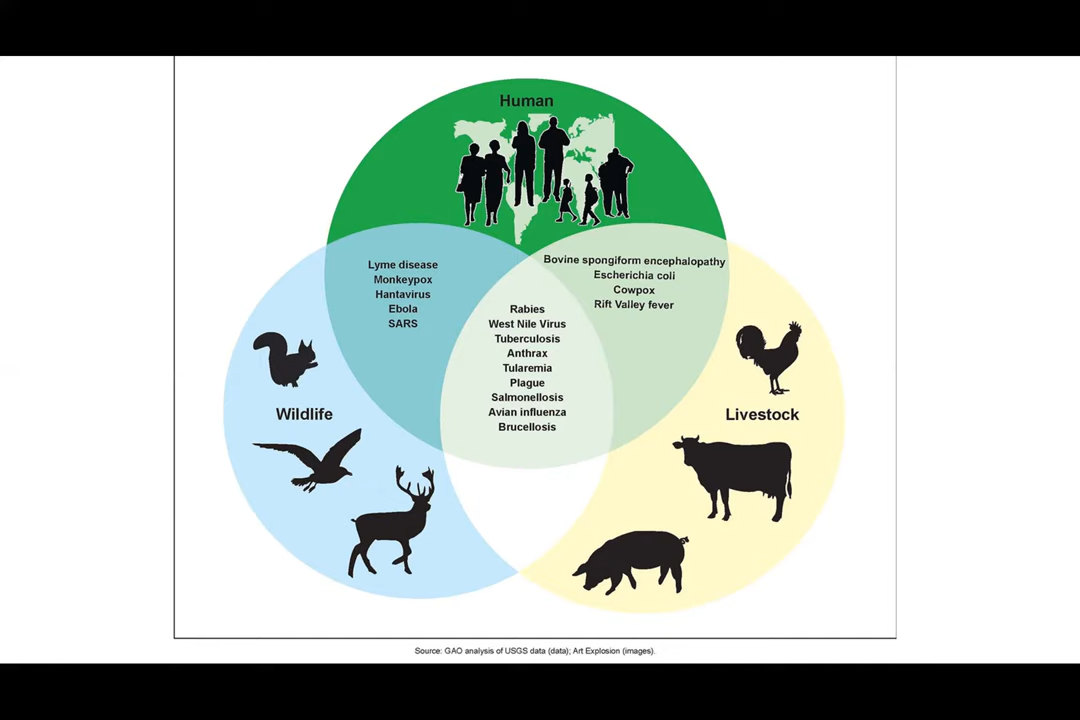 Human
Lyme disease
Monkeypox
Hantavirus
Ebola
SARS
Bovine spongiform encephalopathy
Escherichia coli
Cowpox
Rift Valley fever
Rabies
West Nile Virus
Tuberculosis
Anthrax
Tularemia
Plague
Salmonellosis
Avian influenza
Brucellosis
Wildlife
Livestock
Source: GAO analysis of USGS data (data); Art Explosion (images).